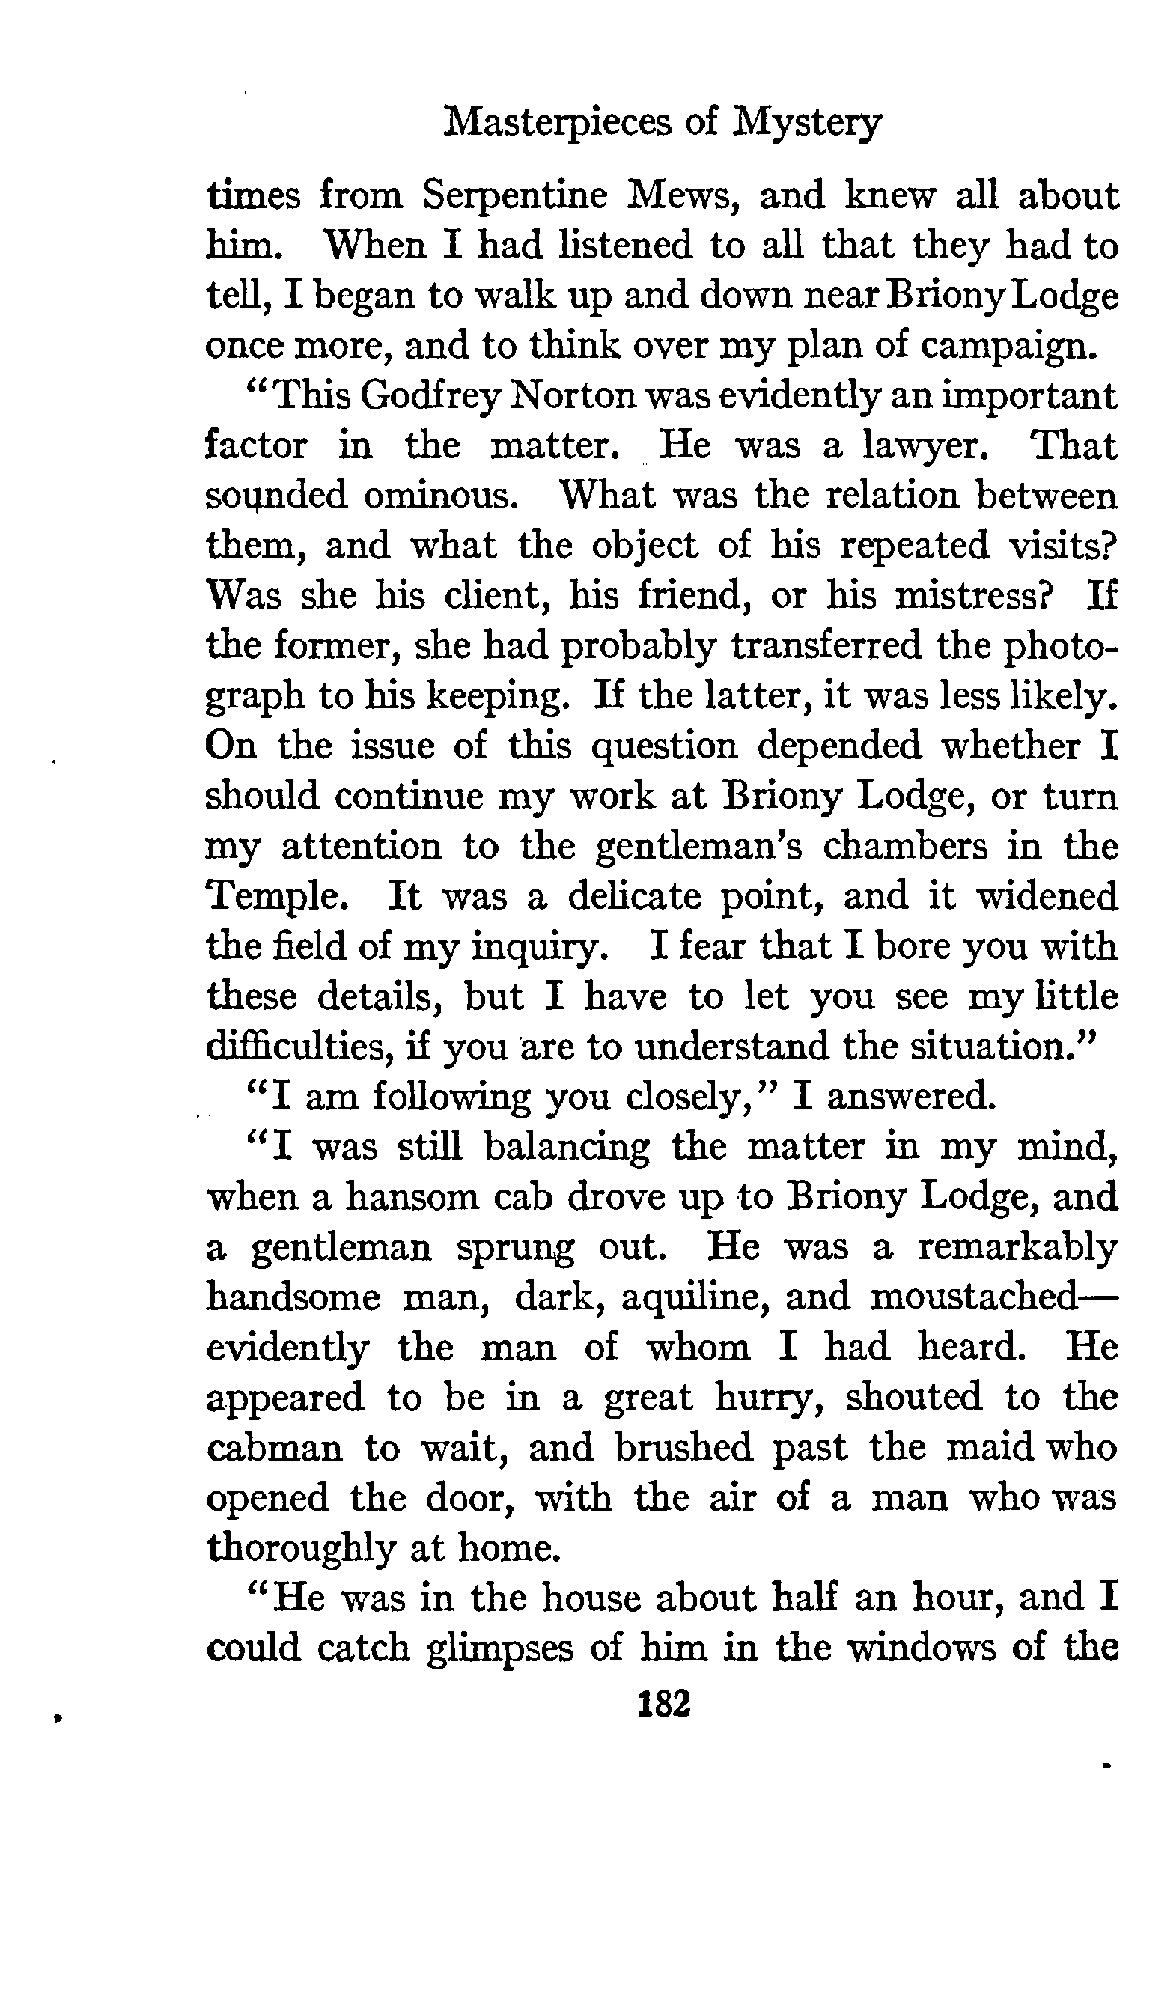 Masterpieces of Mystery
times from Serpentine Mews, and knew all about
him. When I had listened to all that they had to
tell, I began to walk up and down near Briony Lodge
once more, and to think over my plan of campaign.
"This Godfrey Norton was evidently an important
factor in the matter. He was a lawyer. That
sounded ominous. What was the relation between
them, and what the object of his repeated visits?
Was she his client, his friend, or his mistress? If
the former, she had probably transferred the photo-
graph to his keeping. If the latter, it was less likely.
On the issue of this question depended whether I
should continue my work at Briony Lodge, or turn
my attention to the gentleman's chambers in the
Temple. It was a delicate point, and it widened
the field of my inquiry. I fear that I bore you with
these details, but I have to let you see my little
difficulties, if you are to understand the situation."
"I am following you closely," I answered.
"I was still balancing the matter in my mind,
when a hansom cab drove up to Briony Lodge, and
a gentleman sprung out. He was a remarkably
handsome man, dark, aquiline, and moustached—
evidently the man of whom I had heard. He
appeared to be in a great hurry, shouted to the
cabman to wait, and brushed past the maid who
opened the door, with the air of a man who was
thoroughly at home.
"He was in the house about half an hour, and I
could catch glimpses of him in the windows of the
182